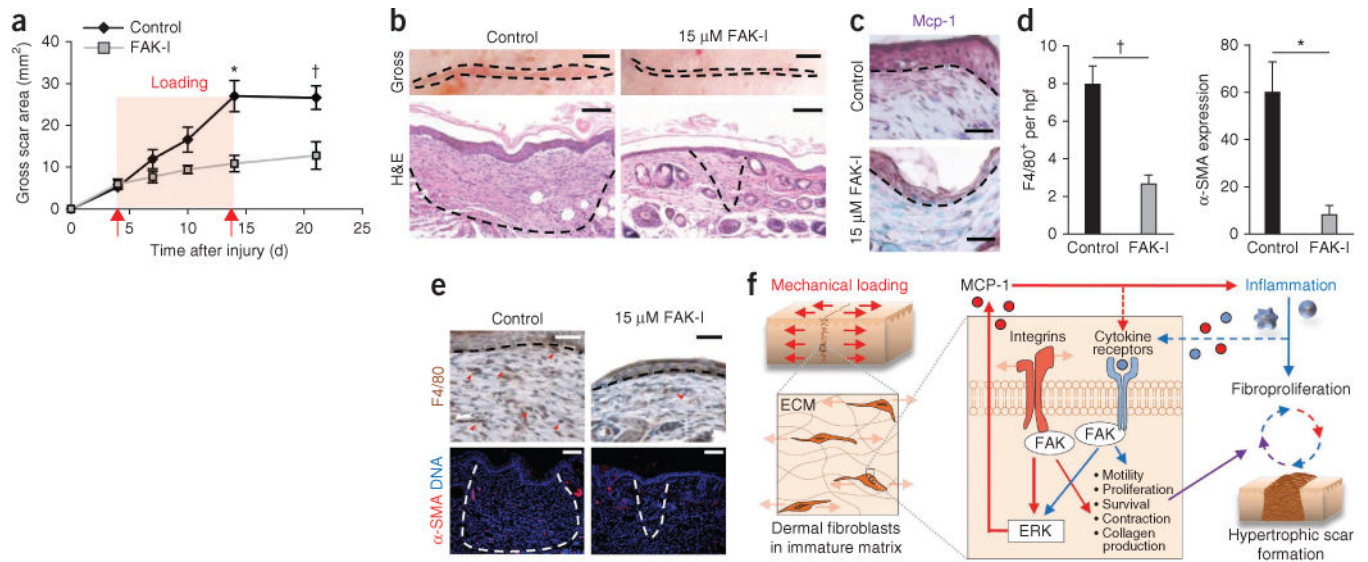 a
Control
FAK-I
Gross scar area (mm²)
40
30
20
10
0
Loading
*
†
0 5 10 15 20 25
Time after injury (d)
b
Control
15 μM FAK-I
Gross
H&E
c
Mcp-1
Control
15 μM FAK-I
d
F4/80⁺ per hpf
10
8
6
4
2
0
†
Control FAK-I
α-SMA expression
80
60
40
20
0
*
Control FAK-I
e
Control
15 μM FAK-I
F4/80
α-SMA DNA
f
Mechanical loading
ECM
Dermal fibroblasts
in immature matrix
MCP-1
Inflammation
Integrins
Cytokine
receptors
FAK
FAK
ERK
• Motility
• Proliferation
• Survival
• Contraction
• Collagen
production
Fibroproliferation
Hypertrophic scar
formation